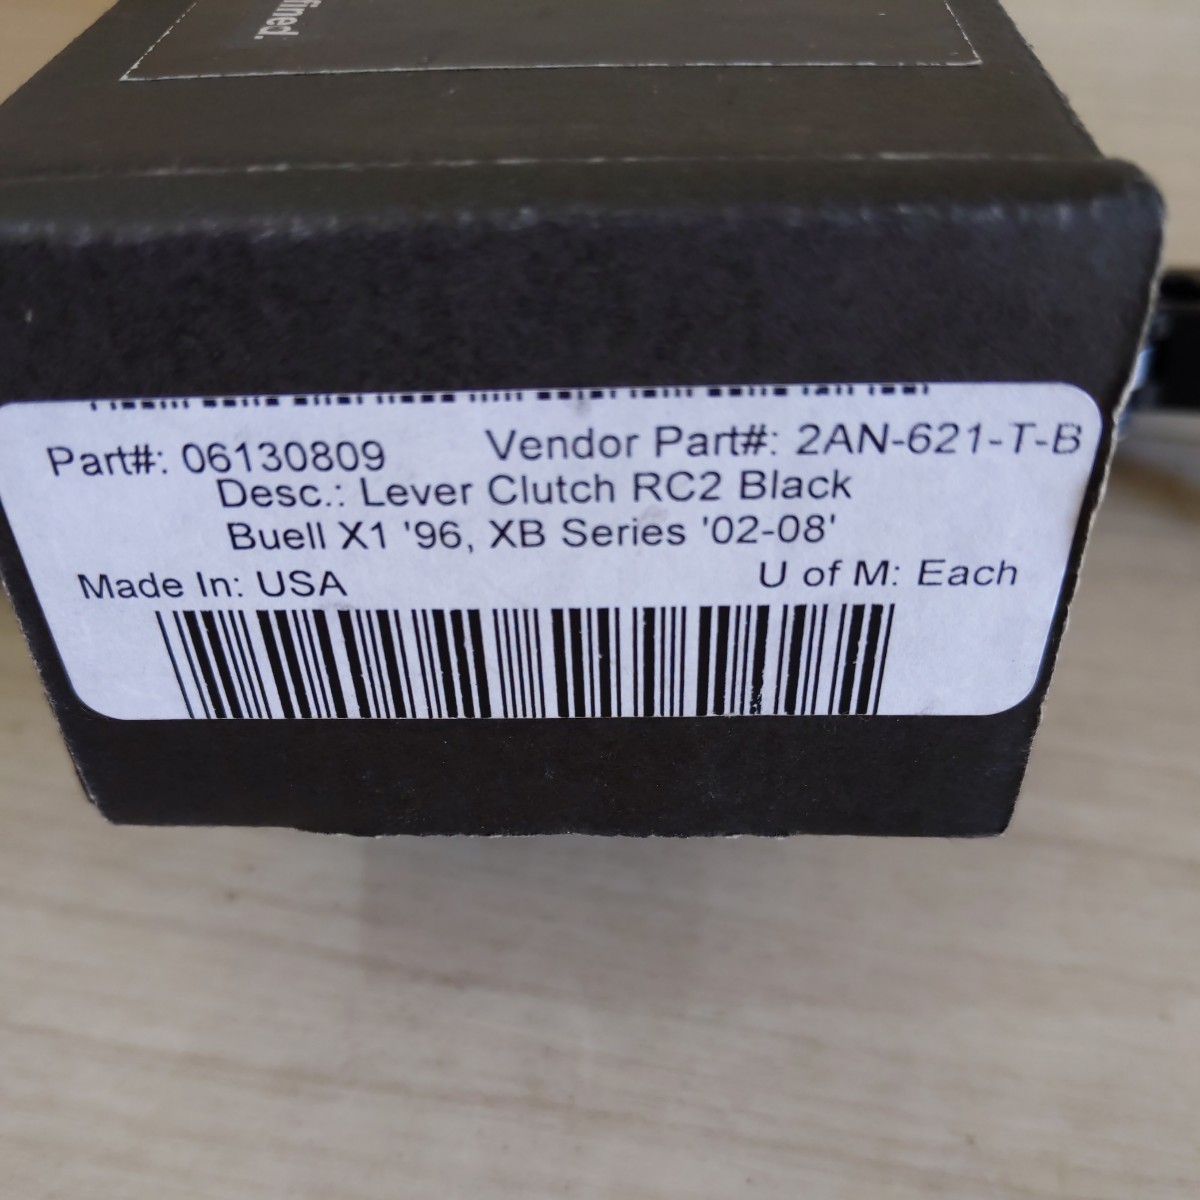 fined.
Part#: 06130809 Vendor Part#: 2AN-621-T-B
Desc.: Lever Clutch RC2 Black
Buell X1 '96, XB Series '02-08'
Made In: USA U of M: Each